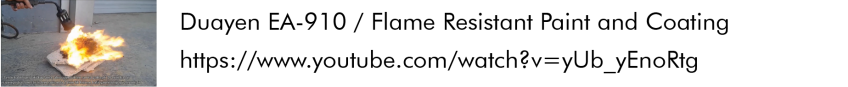 Duayen EA-910 / Flame Resistant Paint and Coating
https://www.youtube.com/watch?v=yUb_yEnoRtg